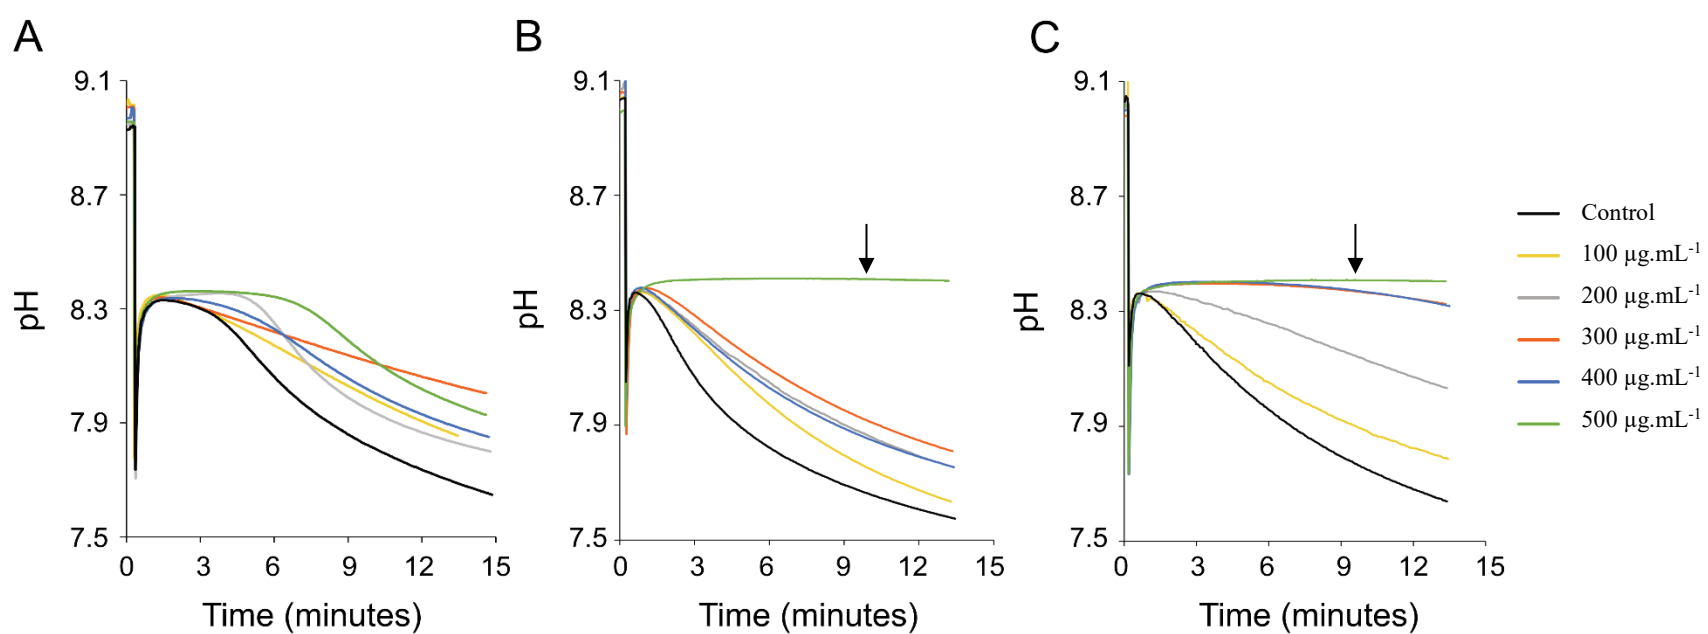 A
9.1
8.7
8.3
7.9
7.5
pH
0 3 6 9 12 15
Time (minutes)
B
9.1
8.7
8.3
7.9
7.5
pH
0 3 6 9 12 15
Time (minutes)
C
9.1
8.7
8.3
7.9
7.5
pH
0 3 6 9 12 15
Time (minutes)
Control
100 µg.mL⁻¹
200 µg.mL⁻¹
300 µg.mL⁻¹
400 µg.mL⁻¹
500 µg.mL⁻¹